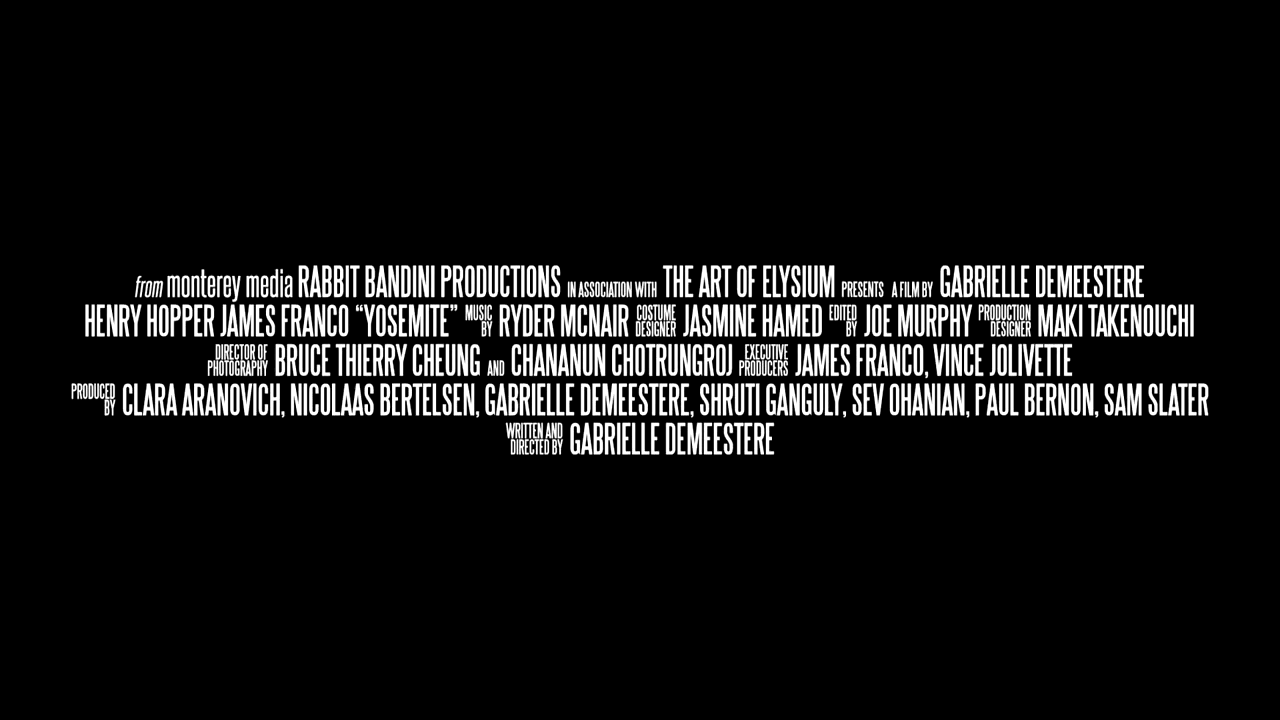 from monterey media RABBIT BANDINI PRODUCTIONS IN ASSOCIATION WITH THE ART OF ELYSIUM PRESENTS A FILM BY GABRIELLE DEMEESTERE
HENRY HOPPER JAMES FRANCO “YOSEMITE” MUSIC BY RYDER MCNAIR COSTUME DESIGNER JASMINE HAMED EDITED BY JOE MURPHY PRODUCTION DESIGNER MAKI TAKENOUCHI
DIRECTOR OF PHOTOGRAPHY BRUCE THIERRY CHEUNG AND CHANANUN CHOTRUNGROJ EXECUTIVE PRODUCERS JAMES FRANCO, VINCE JOLIVETTE
PRODUCED BY CLARA ARANOVICH, NICOLAAS BERTELSEN, GABRIELLE DEMEESTERE, SHRUTI GANGULY, SEV OHANIAN, PAUL BERNON, SAM SLATER
WRITTEN AND DIRECTED BY GABRIELLE DEMEESTERE